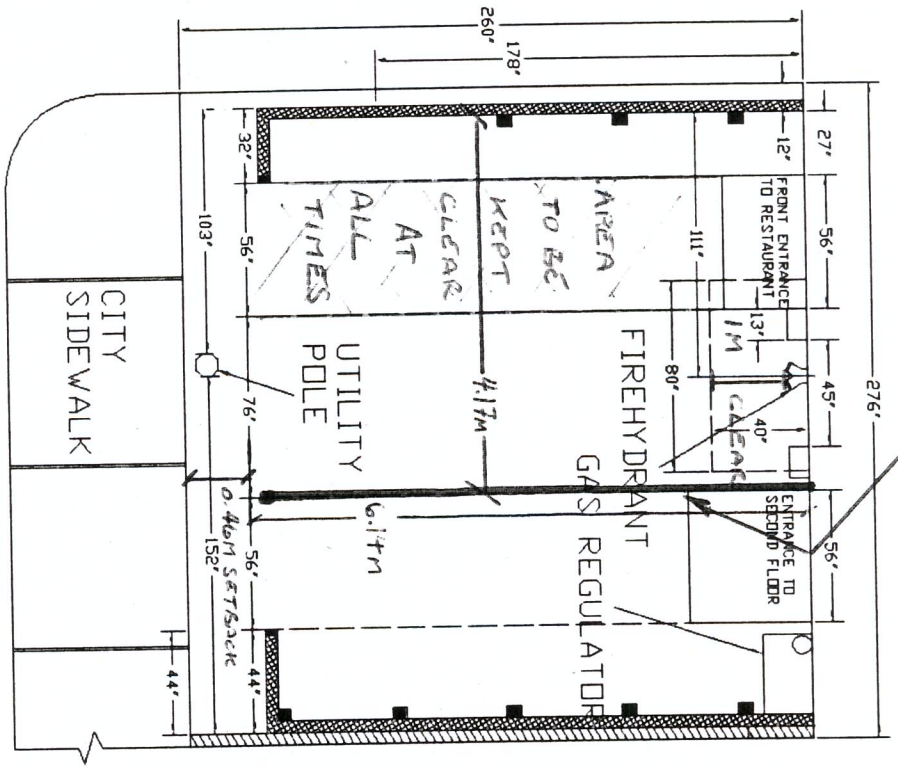 276"
27"
56"
45"
56"
12"
13"
FRONT ENTRANCE
TO RESTAURANT
1M
CLEAR
40"
ENTRANCE TO
SECOND FLOOR
111"
80"
260"
178"
FIREHYDRANT
GAS REGULATOR
AREA
TO BE
KEPT
CLEAR
AT
ALL
TIMES
4.17M
6.14M
UTILITY
POLE
32"
56"
76"
56"
44"
0.46M SETBACK
103"
152"
44"
CITY
SIDEWALK